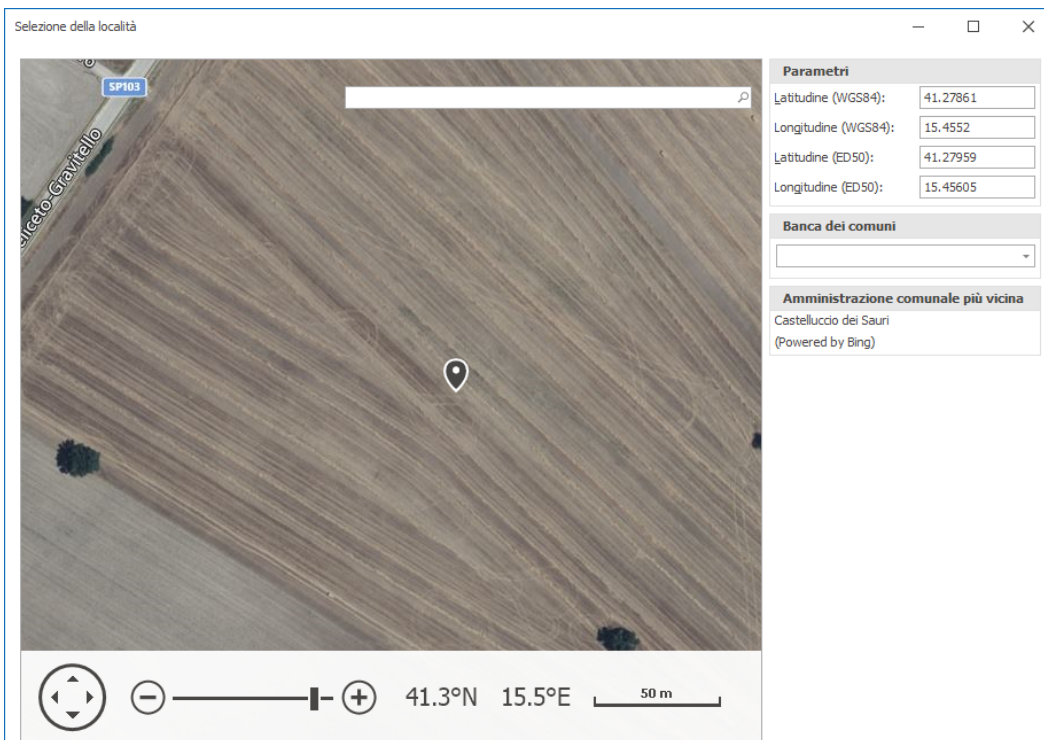 Selezione della località
SP103
eliceto-Gravitello
Parametri
Latitudine (WGS84): 41.27861
Longitudine (WGS84): 15.4552
Latitudine (ED50): 41.27959
Longitudine (ED50): 15.45605
Banca dei comuni
Amministrazione comunale più vicina
Castelluccio dei Sauri
(Powered by Bing)
41.3°N 15.5°E 50 m